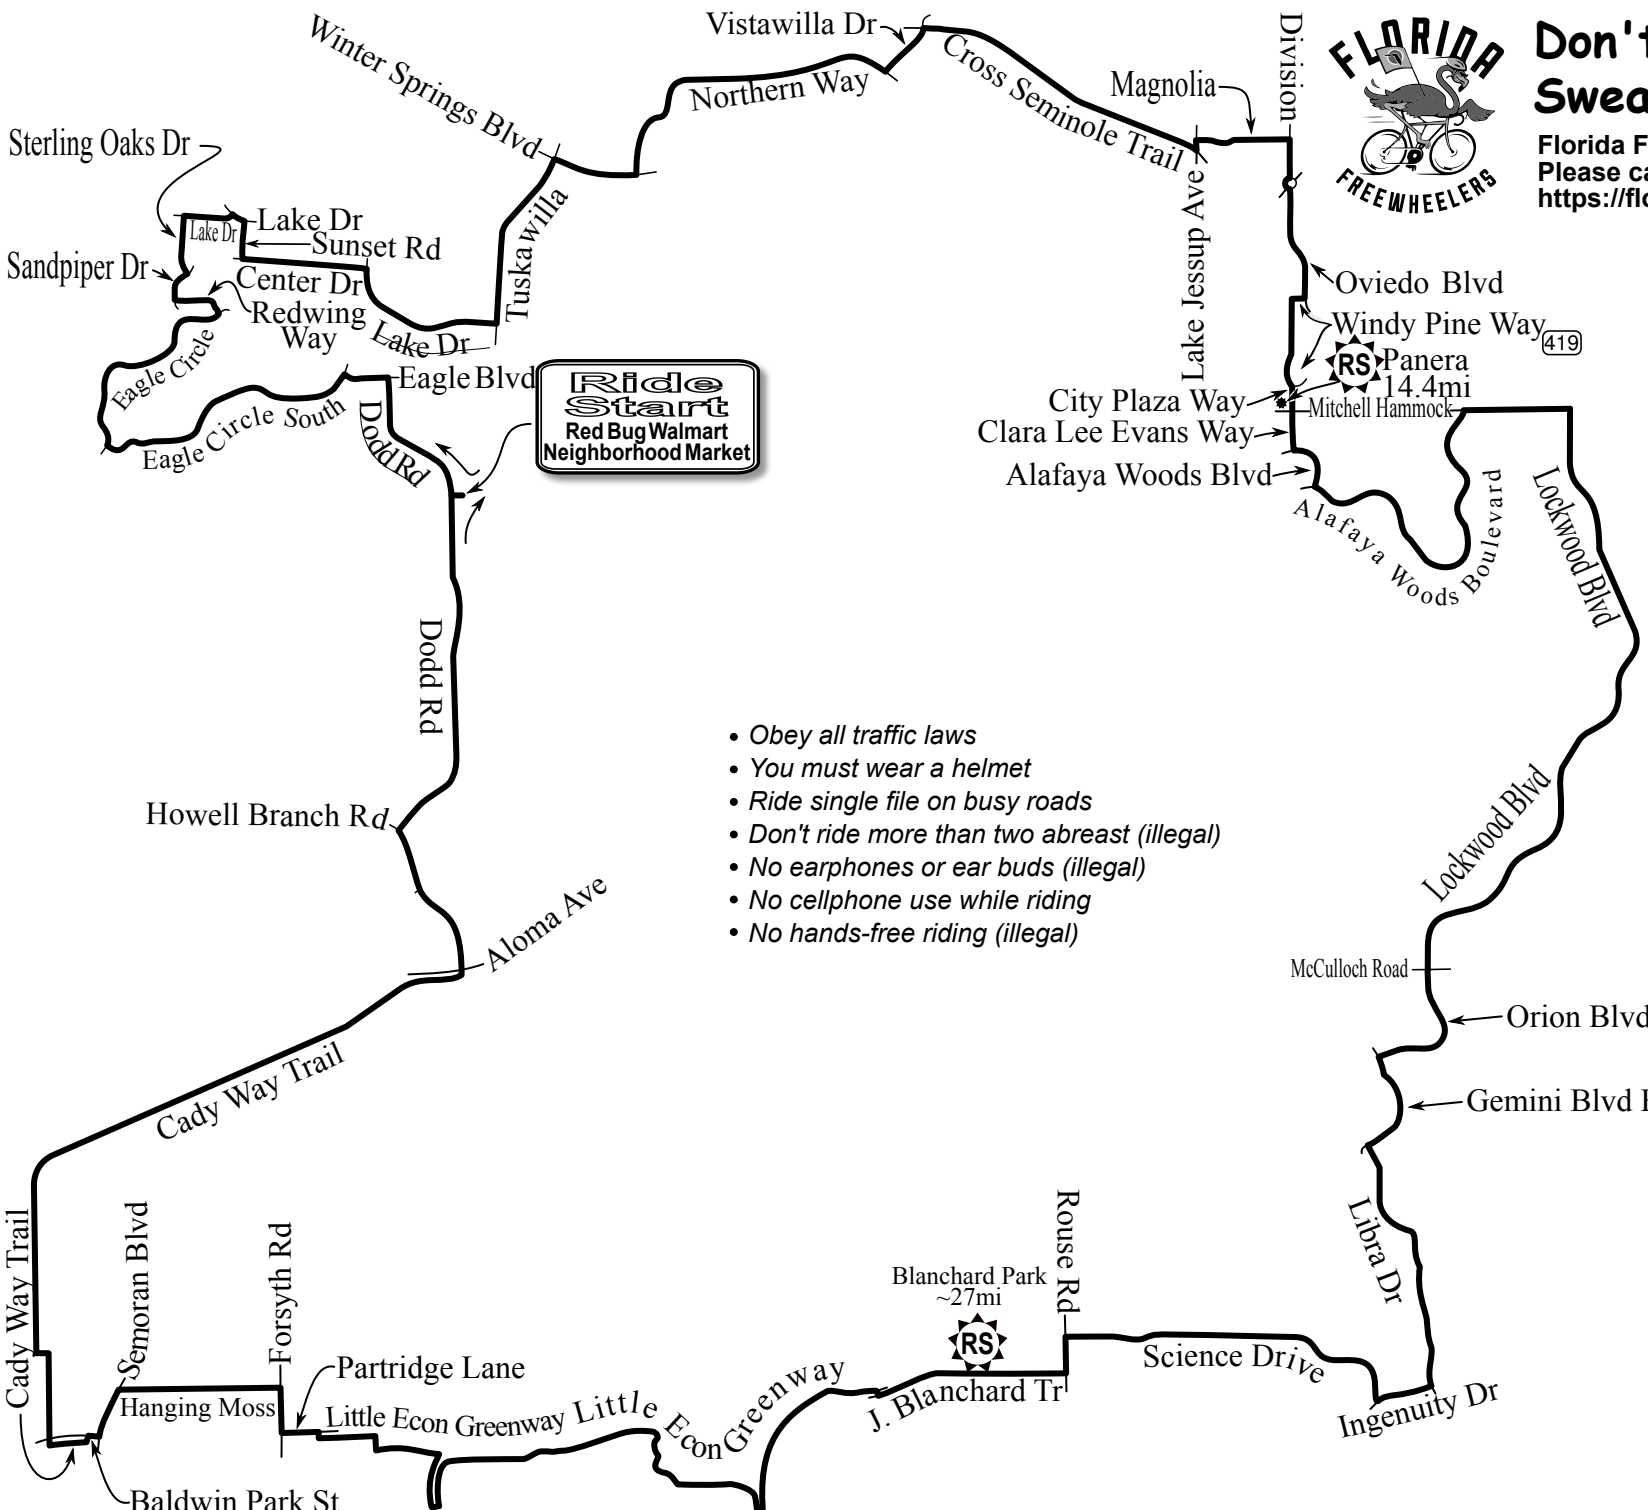 Vistawilla Dr
Winter Springs Blvd
Northern Way
Cross Seminole Trail
Magnolia
Division
FLORIDA
FREEWHEELERS
Don't
Florida F
https://flo
Sterling Oaks Dr
Lake Dr
Lake Dr
Sunset Rd
Sandpiper Dr
Center Dr
Redwing
Way
Lake Dr
Tuskawilla
Eagle Circle
Eagle Circle South
Eagle Blvd
Dodd Rd
Ride
Start
Red Bug Walmart
Neighborhood Market
Lake Jessup Ave
Oviedo Blvd
Windy Pine Way
419
RS
Panera
14.4mi
City Plaza Way
Mitchell Hammock
Clara Lee Evans Way
Alafaya Woods Blvd
Alafaya Woods Boulevard
Lockwood Blvd
Dodd Rd
• Obey all traffic laws
• You must wear a helmet
• Ride single file on busy roads
• Don't ride more than two abreast (illegal)
• No earphones or ear buds (illegal)
• No cellphone use while riding
• No hands-free riding (illegal)
Howell Branch Rd
Lockwood Blvd
Aloma Ave
McCulloch Road
Orion Blvd
Cady Way Trail
Gemini Blvd
Cady Way Trail
Semoran Blvd
Forsyth Rd
Rouse Rd
Libra Dr
Blanchard Park
~27mi
RS
Partridge Lane
Hanging Moss
Little Econ Greenway
Little Econ Greenway
J. Blanchard Tr
Science Drive
Ingenuity Dr
Baldwin Park St